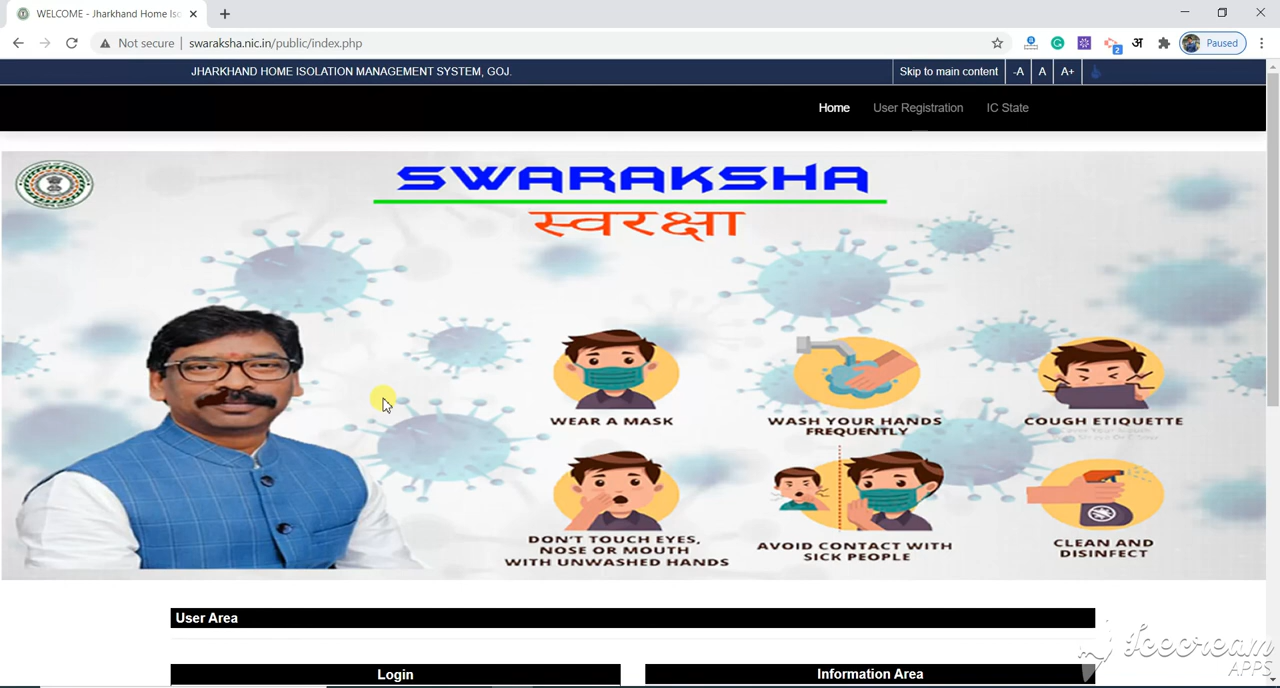 WELCOME - Jharkhand Home Iso
Not secure | swaraksha.nic.in/public/index.php
2
अ
Paused
JHARKHAND HOME ISOLATION MANAGEMENT SYSTEM, GOJ.
Skip to main content
-A
A
A+
Home
User Registration
IC State
SWARAKSHA
स्वरक्षा
WEAR A MASK
WASH YOUR HANDS
FREQUENTLY
COUGH ETIQUETTE
DON'T TOUCH EYES,
NOSE OR MOUTH
WITH UNWASHED HANDS
AVOID CONTACT WITH
SICK PEOPLE
CLEAN AND
DISINFECT
User Area
Login
Information Area
Icecream
APPS